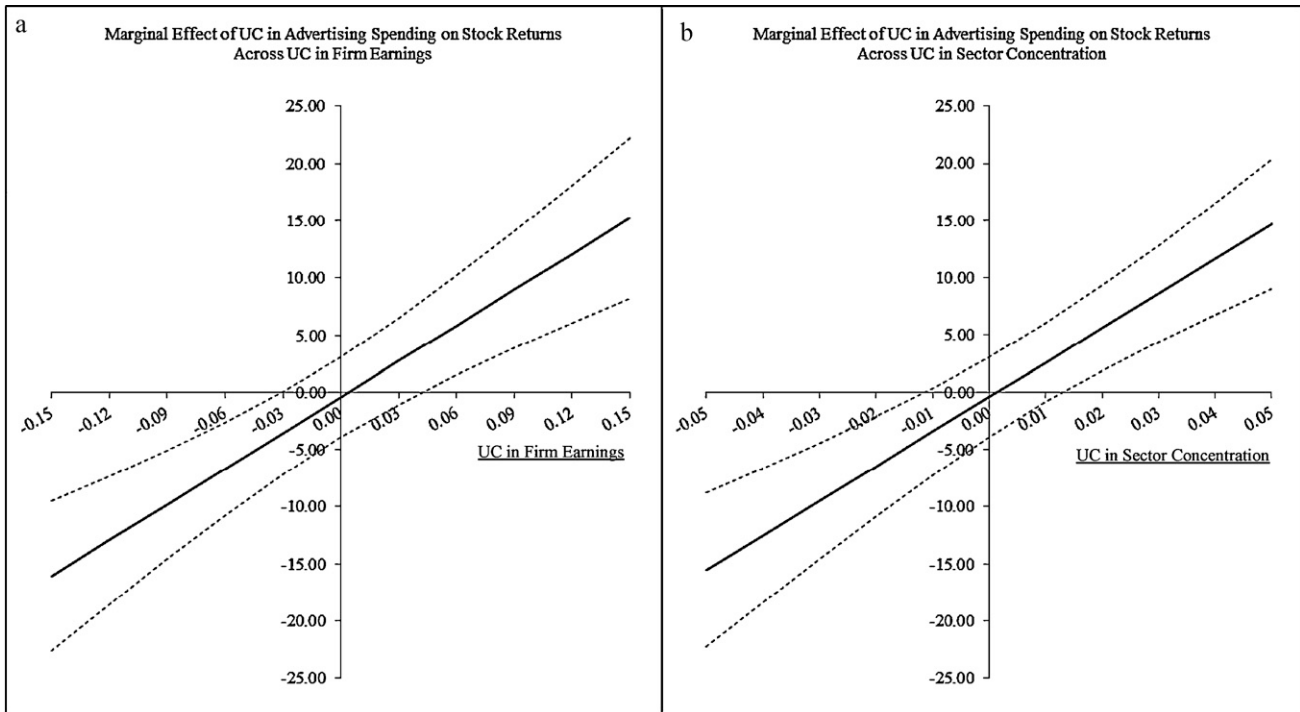 a
Marginal Effect of UC in Advertising Spending on Stock Returns
Across UC in Firm Earnings
25.00
20.00
15.00
10.00
5.00
0.00
-0.15 -0.12 -0.09 -0.06 -0.03 0.00 0.03 0.06 0.09 0.12 0.15
-5.00
UC in Firm Earnings
-10.00
-15.00
-20.00
-25.00
b
Marginal Effect of UC in Advertising Spending on Stock Returns
Across UC in Sector Concentration
25.00
20.00
15.00
10.00
5.00
0.00
-0.05 -0.04 -0.03 -0.02 -0.01 0.00 0.01 0.02 0.03 0.04 0.05
-5.00
UC in Sector Concentration
-10.00
-15.00
-20.00
-25.00